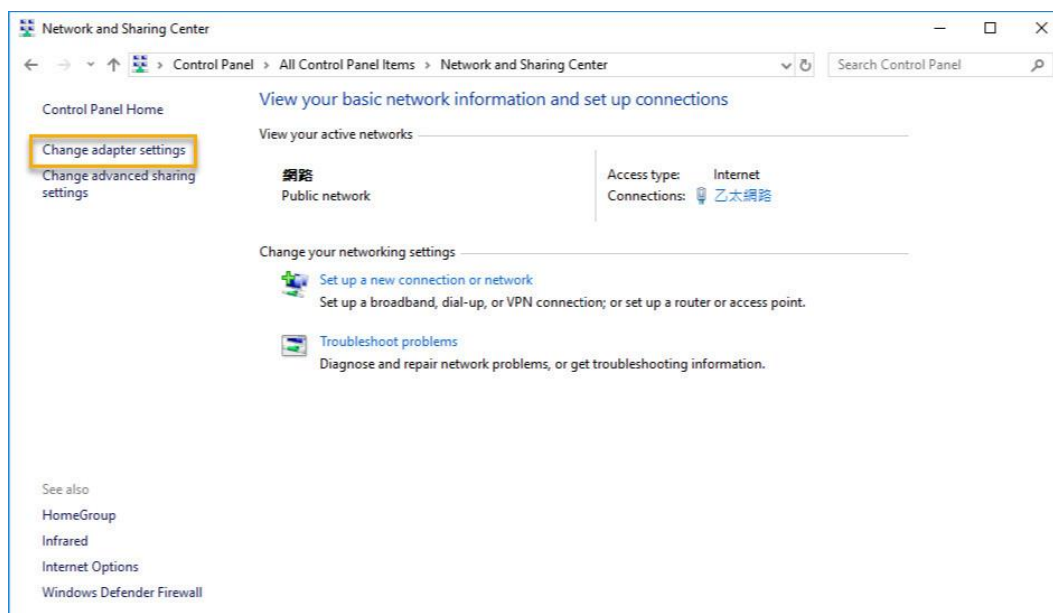 Network and Sharing Center
Control Panel > All Control Panel Items > Network and Sharing Center
Search Control Panel
Control Panel Home
Change adapter settings
Change advanced sharing
settings
View your basic network information and set up connections
View your active networks
網路
Public network
Access type: Internet
Connections: 乙太網路
Change your networking settings
Set up a new connection or network
Set up a broadband, dial-up, or VPN connection; or set up a router or access point.
Troubleshoot problems
Diagnose and repair network problems, or get troubleshooting information.
See also
HomeGroup
Infrared
Internet Options
Windows Defender Firewall